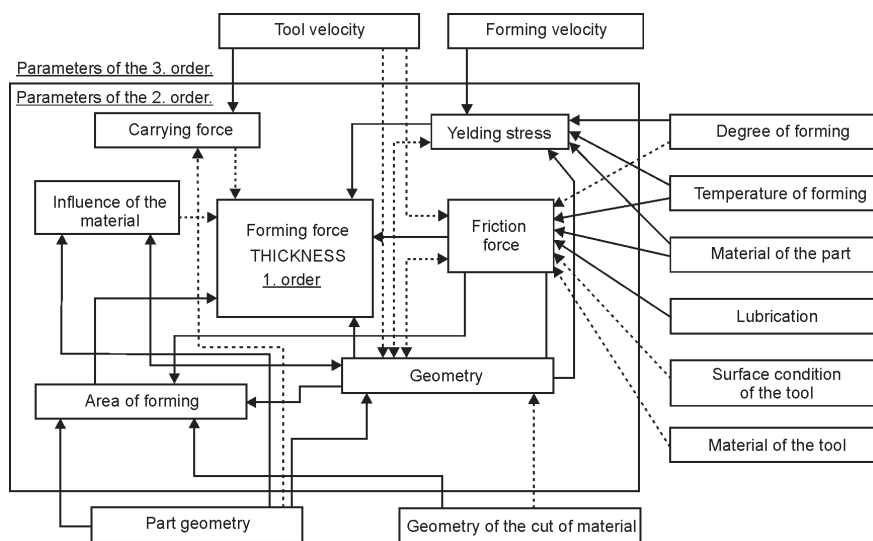 Tool velocity
Forming velocity
Parameters of the 3. order.
Parameters of the 2. order.
Carrying force
Yelding stress
Degree of forming
Influence of the
material
Forming force
THICKNESS
1. order
Friction
force
Temperature of forming
Material of the part
Lubrication
Geometry
Surface condition
of the tool
Area of forming
Material of the tool
Part geometry
Geometry of the cut of material